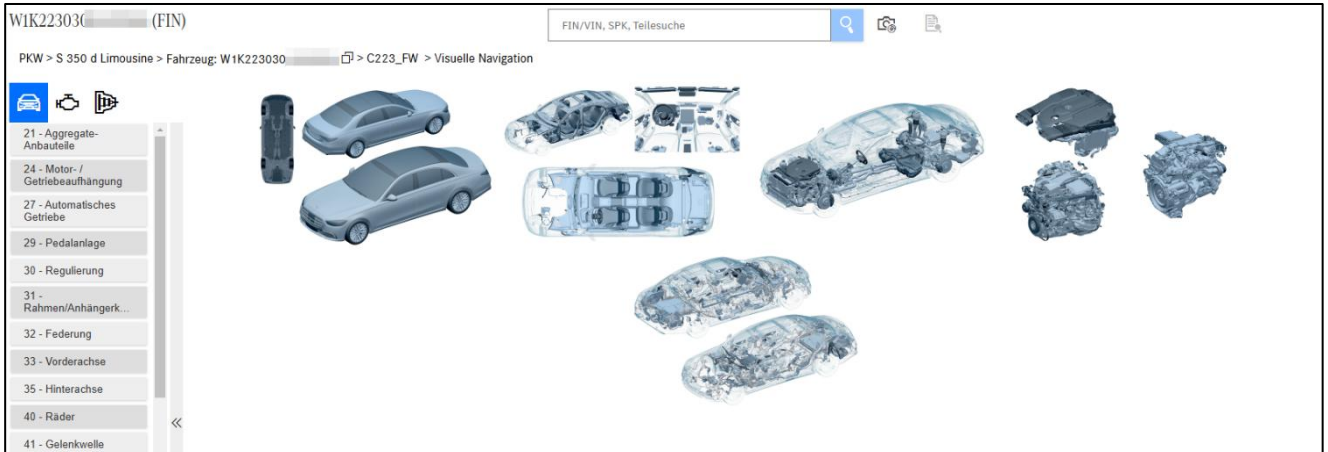 W1K223030 (FIN)
FIN/VIN, SPK, Teilesuche
PKW > S 350 d Limousine > Fahrzeug: W1K223030 > C223_FW > Visuelle Navigation
21 - Aggregate-
Anbauteile
24 - Motor- /
Getriebeaufhängung
27 - Automatisches
Getriebe
29 - Pedalanlage
30 - Regulierung
31 -
Rahmen/Anhängerk...
32 - Federung
33 - Vorderachse
35 - Hinterachse
40 - Räder
41 - Gelenkwelle